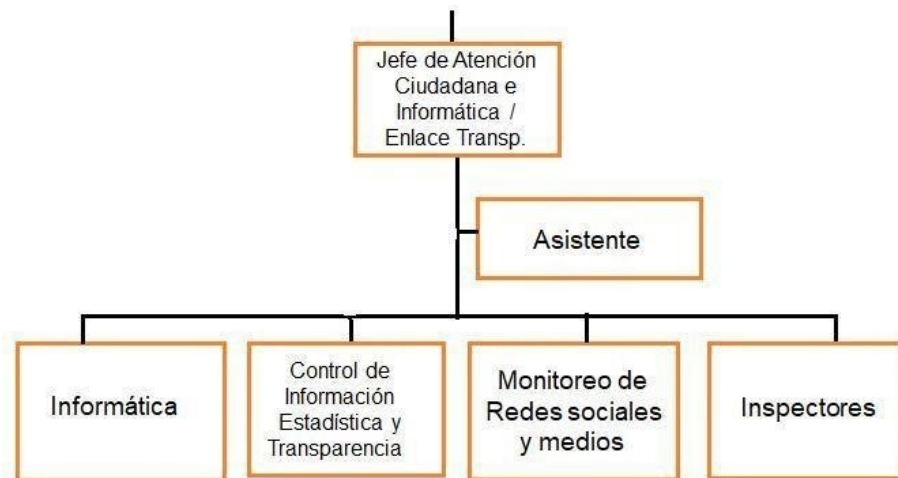 Jefe de Atención
Ciudadana e
Informática /
Enlace Transp.
Asistente
Informática
Control de
Información
Estadística y
Transparencia
Monitoreo de
Redes sociales
y medios
Inspectores